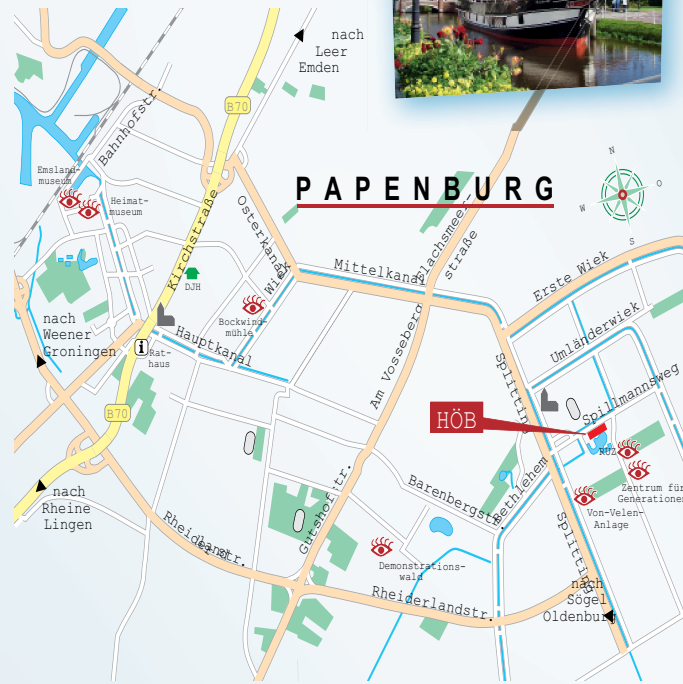 nach
Leer
Emden
B70
Bahnhofstr.
Emsland-
museum
Heimat-
museum
PAPENBURG
N
O
W
S
Kirchstraße
Osterkanal
Wiek
Flachsmeer-
straße
Mittelkanal
Erste Wiek
DJH
Bockwind-
mühle
nach
Weener
Groningen
i
Rat-
haus
Hauptkanal
Am Vosseberg
Umländerwiek
Splitting
Spillmannsweg
B70
HÖB
RÜZ
Zentrum für
Generationen
Von-Velen-
Anlage
Bethlehem
Barenbergstr.
Gutshofstr.
nach
Rheine
Lingen
Rheiderlandstr.
Demonstrations-
wald
Rheiderlandstr.
Splitting
nach
Sögel
Oldenburg